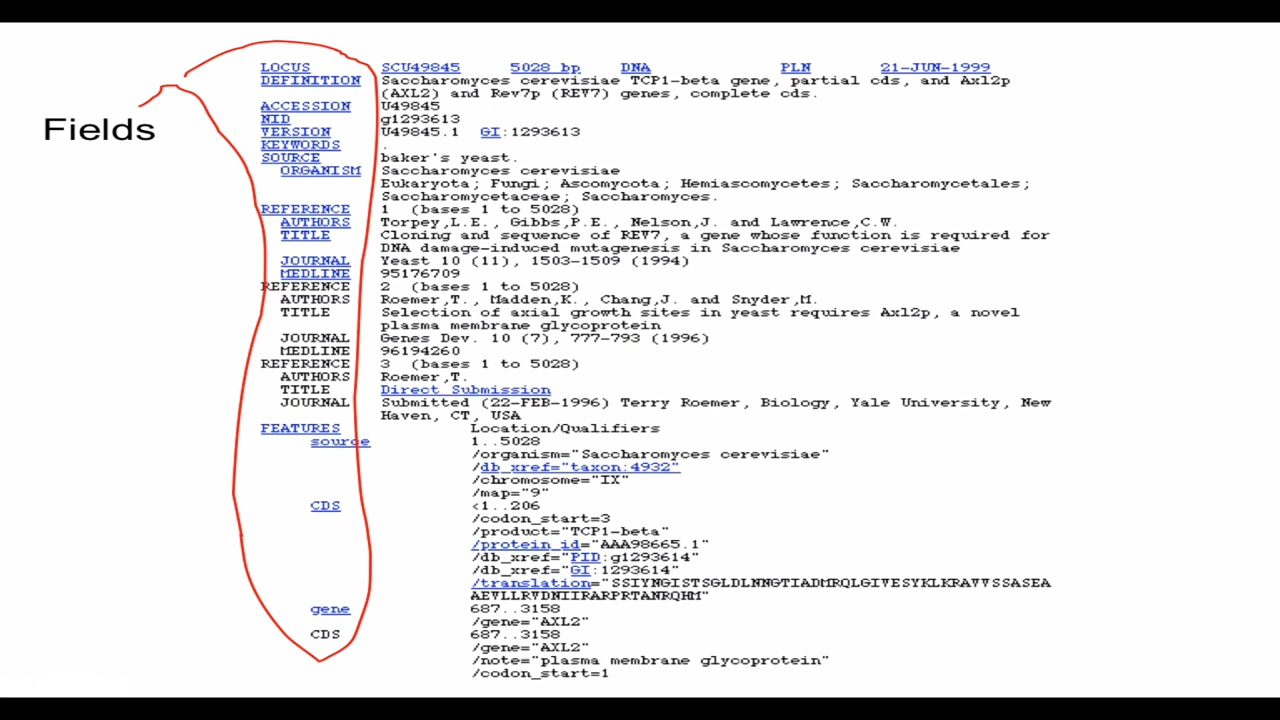 Fields
LOCUS SCU49845 5028 bp DNA PLN 21-JUN-1999
DEFINITION Saccharomyces cerevisiae TCP1-beta gene, partial cds, and Axl2p
(AXL2) and Rev7p (REV7) genes, complete cds.
ACCESSION U49845
NID g1293613
VERSION U49845.1 GI:1293613
KEYWORDS .
SOURCE baker's yeast.
ORGANISM Saccharomyces cerevisiae
Eukaryota; Fungi; Ascomycota; Hemiascomycetes; Saccharomycetales;
Saccharomycetaceae; Saccharomyces.
REFERENCE 1 (bases 1 to 5028)
AUTHORS Torpey,L.E., Gibbs,P.E., Nelson,J. and Lawrence,C.W.
TITLE Cloning and sequence of REV7, a gene whose function is required for
DNA damage-induced mutagenesis in Saccharomyces cerevisiae
JOURNAL Yeast 10 (11), 1503-1509 (1994)
MEDLINE 95176709
REFERENCE 2 (bases 1 to 5028)
AUTHORS Roemer,T., Madden,K., Chang,J. and Snyder,M.
TITLE Selection of axial growth sites in yeast requires Axl2p, a novel
plasma membrane glycoprotein
JOURNAL Genes Dev. 10 (7), 777-793 (1996)
MEDLINE 96194260
REFERENCE 3 (bases 1 to 5028)
AUTHORS Roemer,T.
TITLE Direct Submission
JOURNAL Submitted (22-FEB-1996) Terry Roemer, Biology, Yale University, New
Haven, CT, USA
FEATURES Location/Qualifiers
source 1..5028
/organism="Saccharomyces cerevisiae"
/db_xref="taxon:4932"
/chromosome="IX"
/map="9"
CDS <1..206
/codon_start=3
/product="TCP1-beta"
/protein_id="AAA98665.1"
/db_xref="PID:g1293614"
/db_xref="GI:1293614"
/translation="SSIYNGISTSGLDLNNGTIADMRQLGIVESYKLKRAVVSSASEA
AEVLLRVDNIIRARPRTANRQHM"
gene 687..3158
/gene="AXL2"
CDS 687..3158
/gene="AXL2"
/note="plasma membrane glycoprotein"
/codon_start=1